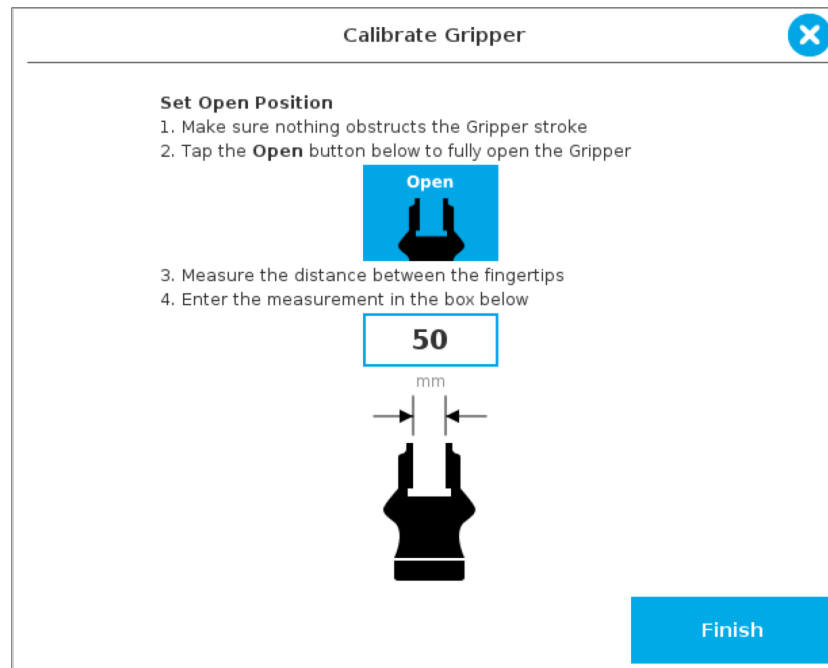 Calibrate Gripper
Set Open Position
1. Make sure nothing obstructs the Gripper stroke
2. Tap the Open button below to fully open the Gripper
Open
3. Measure the distance between the fingertips
4. Enter the measurement in the box below
50
mm
Finish